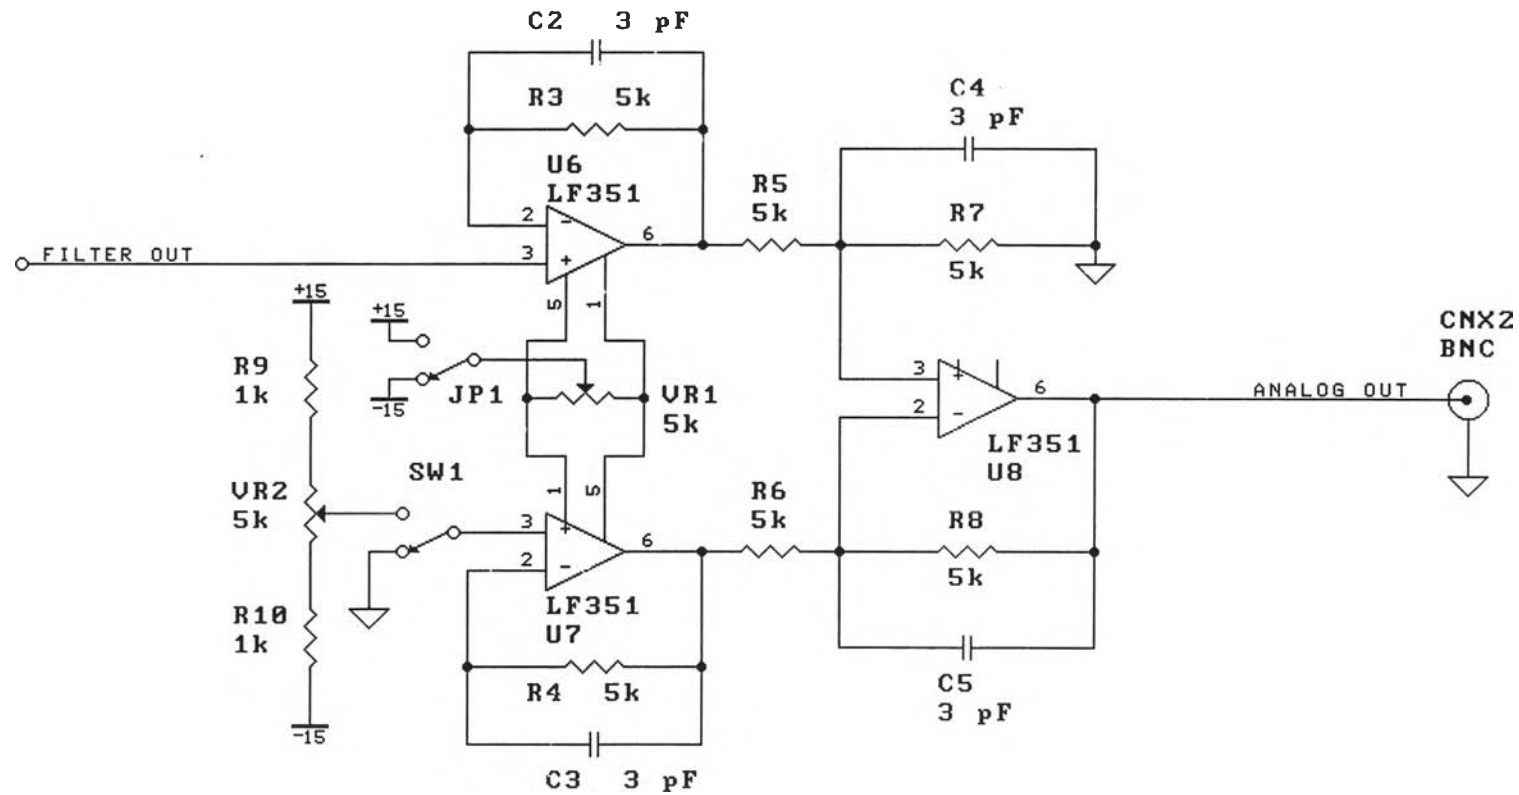 C2 3 pF
R3 5k
C4
3 pF
U6
LF351
2
-
3
+
6
5
1
FILTER OUT
R5
5k
R7
5k
+15
+15
-15
R9
1k
JP1
VR1
5k
CNX2
BNC
3
+
2
-
6
LF351
U8
ANALOG OUT
SW1
VR2
5k
1
5
3
+
2
-
6
LF351
U7
R6
5k
R8
5k
R10
1k
-15
R4 5k
C5
3 pF
C3 3 pF